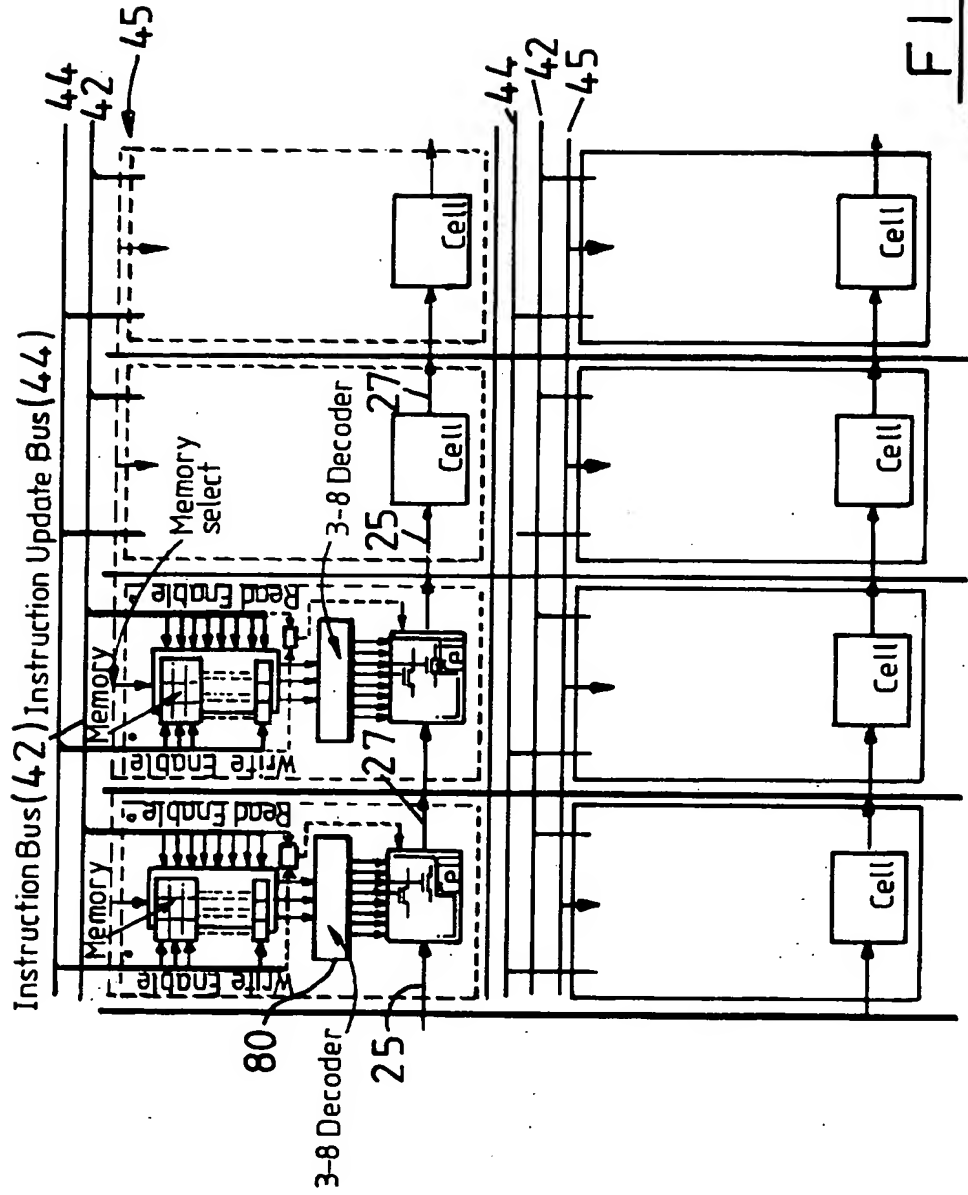 Instruction Bus(42) Instruction Update Bus(44)
44
42
45
Memory
Memory
Memory
select
Write Enable
Read Enable
Write Enable
Read Enable
80
3-8 Decoder
3-8 Decoder
25
27
25
27
Cell
Cell
44
42
45
Cell
Cell
Cell
Cell
FI